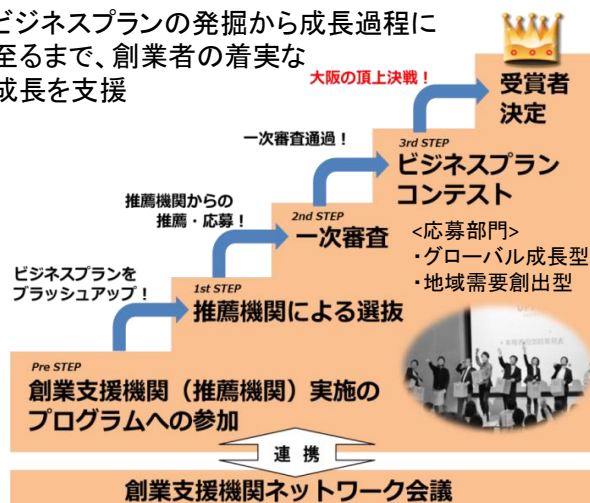 ビジネスプランの発掘から成長過程に
至るまで、創業者の着実な
成長を支援
大阪の頂上決戦！
受賞者
決定
一次審査通過！
3rd STEP
ビジネスプラン
コンテスト
推薦機関からの
推薦・応募！
2nd STEP
一次審査
<応募部門>
・グローバル成長型
・地域需要創出型
ビジネスプランを
ブラッシュアップ！
1st STEP
推薦機関による選抜
Pre STEP
創業支援機関（推薦機関）実施の
プログラムへの参加
連 携
創業支援機関ネットワーク会議